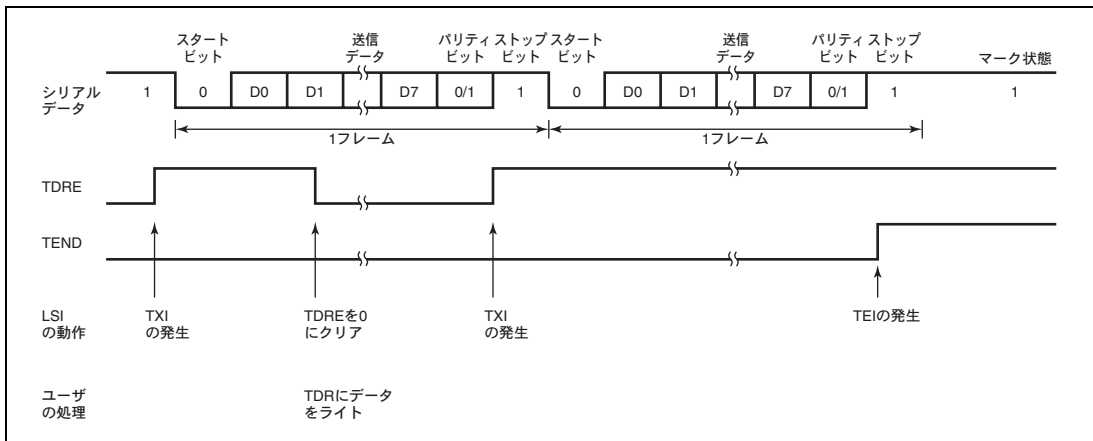 スタート
ビット
送信
データ
パリティ
ビット
ストップ
ビット
スタート
ビット
送信
データ
パリティ
ビット
ストップ
ビット
マーク状態
シリアル
データ
1 0 D0 D1 D7 0/1 1 0 D0 D1 D7 0/1 1 1
1フレーム 1フレーム
TDRE
TEND
LSI
の動作
TXI
の発生
TDREを0
にクリア
TXI
の発生
TEIの発生
ユーザ
の処理
TDRにデータ
をライト